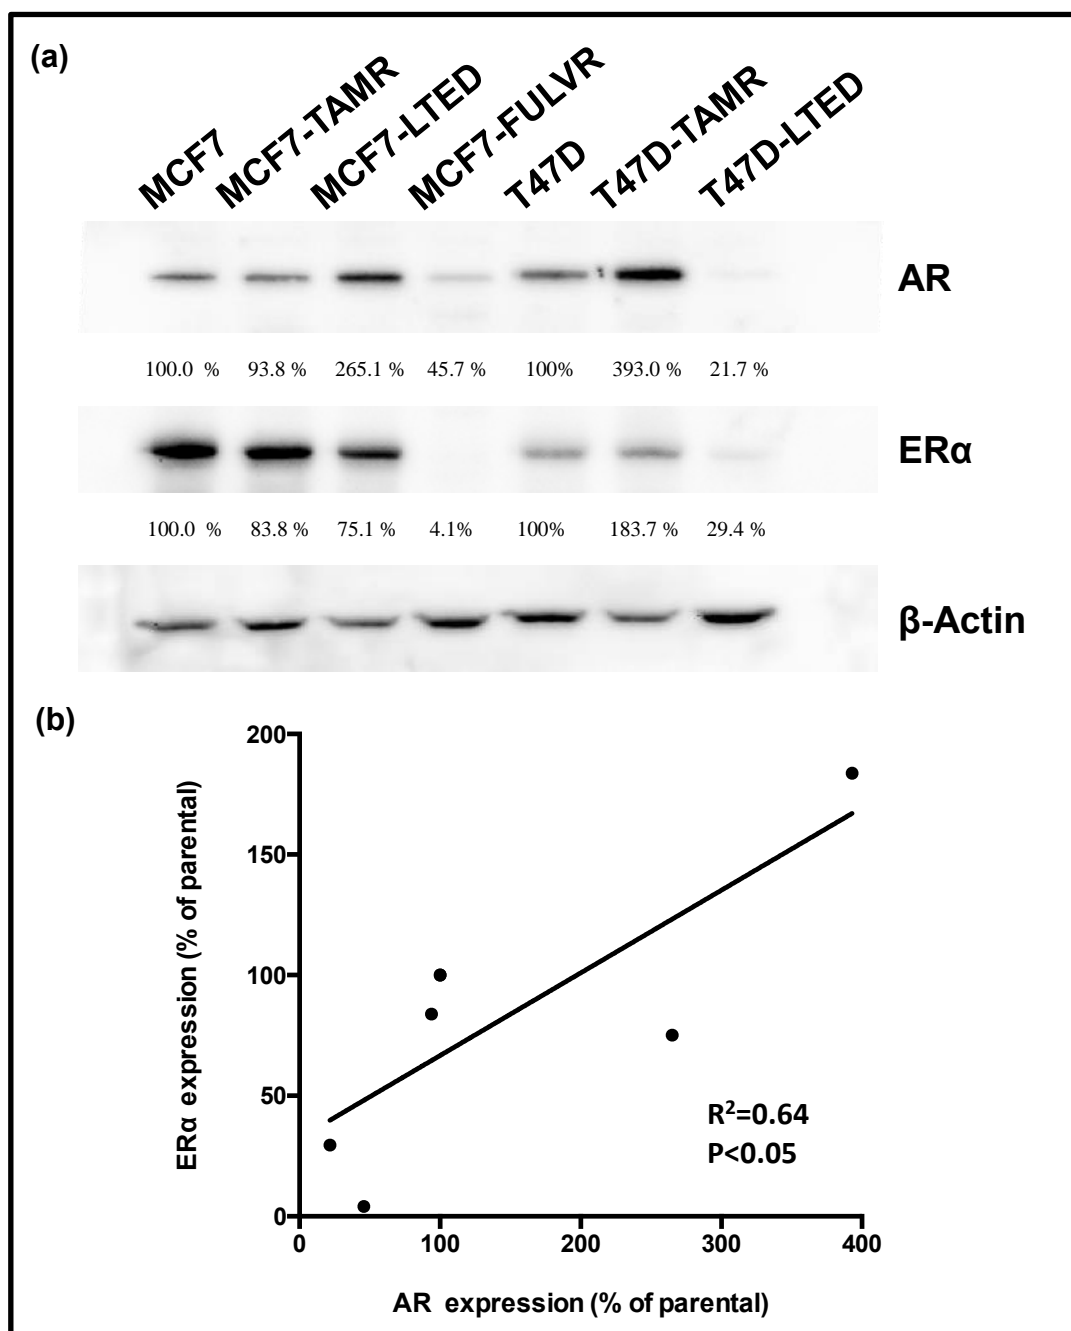 (a)
MCF7 MCF7-TAMR MCF7-LTED MCF7-FULVR T47D T47D-TAMR T47D-LTED
AR
100.0 % 93.8 % 265.1 % 45.7 % 100% 393.0 % 21.7 %
ERα
100.0 % 83.8 % 75.1 % 4.1% 100% 183.7 % 29.4 %
β-Actin
(b)
200
150
100
50
0
ERα expression (% of parental)
R²=0.64
P<0.05
0 100 200 300 400
AR expression (% of parental)